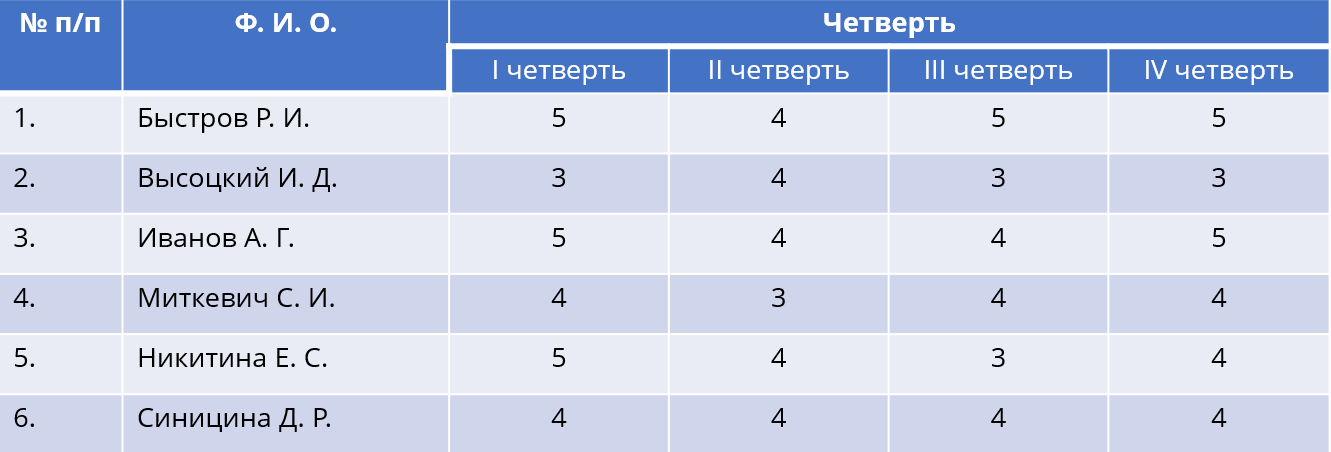 № п/п Ф. И. О. Четверть
I четверть II четверть III четверть IV четверть
1. Быстров Р. И. 5 4 5 5
2. Высоцкий И. Д. 3 4 3 3
3. Иванов А. Г. 5 4 4 5
4. Миткевич С. И. 4 3 4 4
5. Никитина Е. С. 5 4 3 4
6. Синицина Д. Р. 4 4 4 4